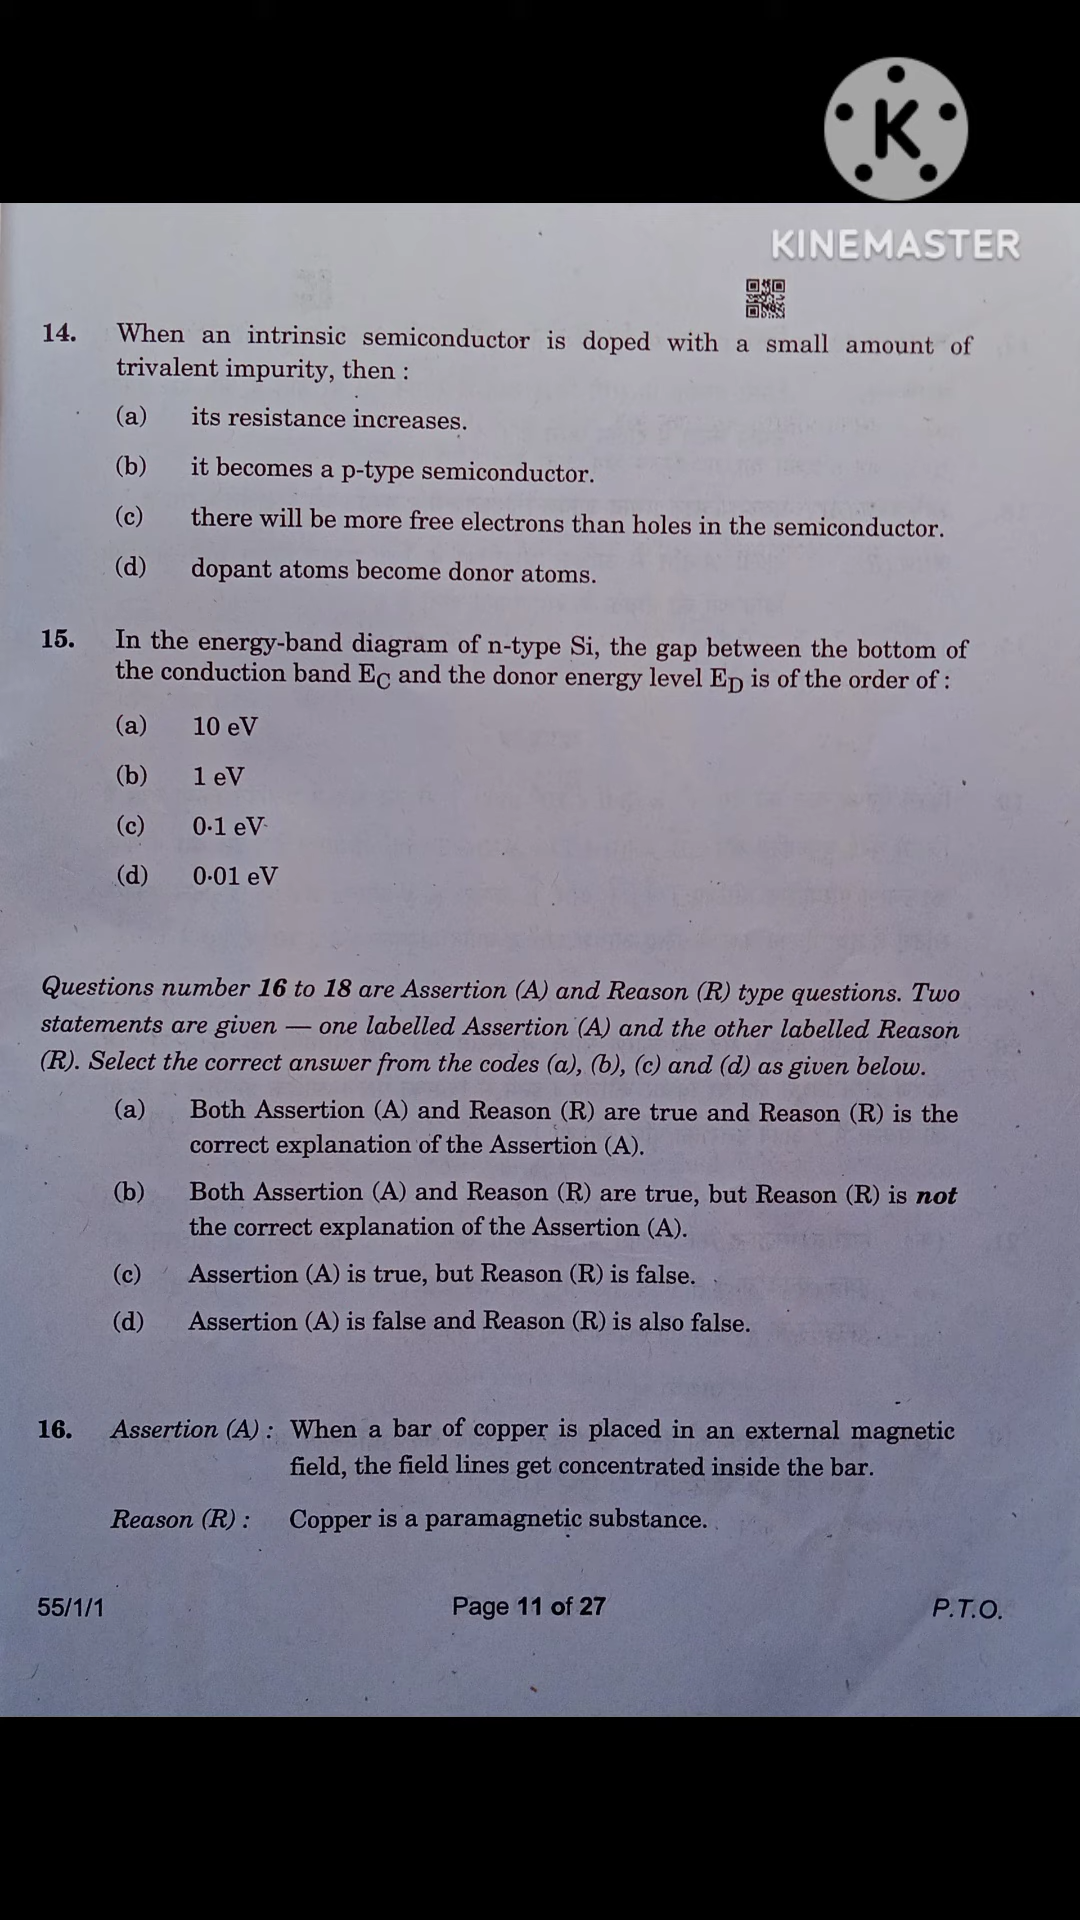 K
KINEMASTER
14. When an intrinsic semiconductor is doped with a small amount of
trivalent impurity, then :
(a) its resistance increases.
(b) it becomes a p-type semiconductor.
(c) there will be more free electrons than holes in the semiconductor.
(d) dopant atoms become donor atoms.
15. In the energy-band diagram of n-type Si, the gap between the bottom of
the conduction band E_C and the donor energy level E_D is of the order of :
(a) 10 eV
(b) 1 eV
(c) 0·1 eV
(d) 0·01 eV
Questions number 16 to 18 are Assertion (A) and Reason (R) type questions. Two
statements are given — one labelled Assertion (A) and the other labelled Reason
(R). Select the correct answer from the codes (a), (b), (c) and (d) as given below.
(a) Both Assertion (A) and Reason (R) are true and Reason (R) is the
correct explanation of the Assertion (A).
(b) Both Assertion (A) and Reason (R) are true, but Reason (R) is not
the correct explanation of the Assertion (A).
(c) Assertion (A) is true, but Reason (R) is false.
(d) Assertion (A) is false and Reason (R) is also false.
16. Assertion (A) : When a bar of copper is placed in an external magnetic
field, the field lines get concentrated inside the bar.
Reason (R) : Copper is a paramagnetic substance.
55/1/1 Page 11 of 27 P.T.O.